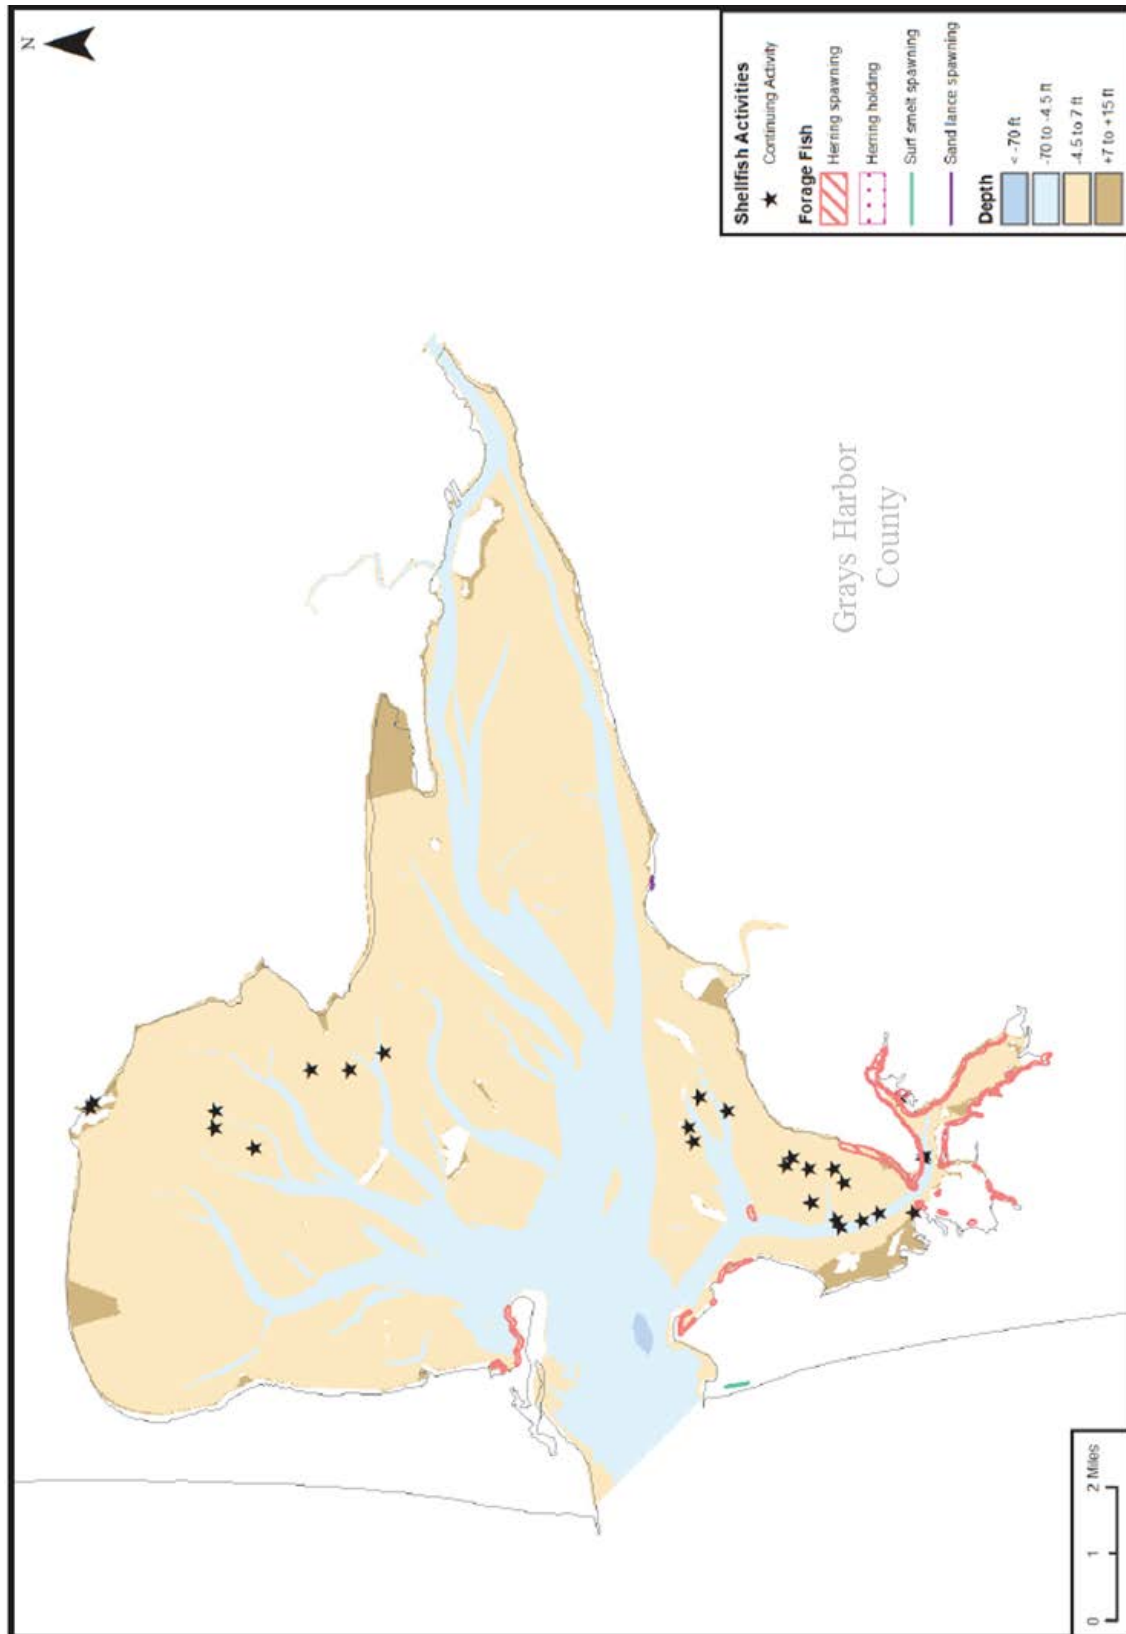 N
Shellfish Activities
Continuing Activity
Forage Fish
Herring spawning
Herring holding
Surf smelt spawning
Sand lance spawning
Depth
< -70 ft
-70 to -4.5 ft
-4.5 to 7 ft
+7 to +15 ft
Grays Harbor
County
0 1 2 Miles